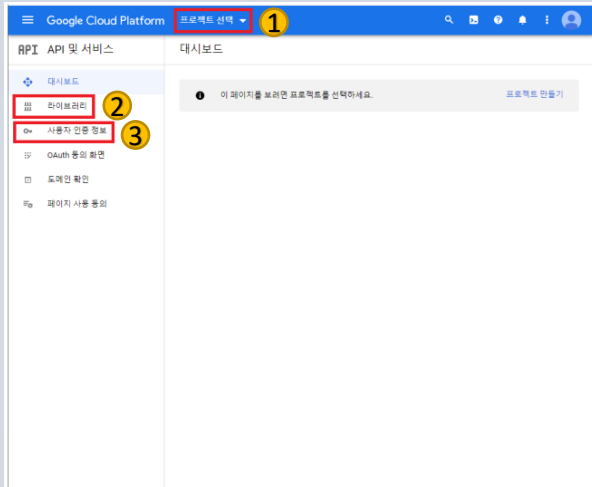 Google Cloud Platform 프로젝트 선택 1
API API 및 서비스 대시보드
대시보드
이 페이지를 보려면 프로젝트를 선택하세요. 프로젝트 만들기
라이브러리 2
사용자 인증 정보 3
OAuth 동의 화면
도메인 확인
페이지 사용 동의